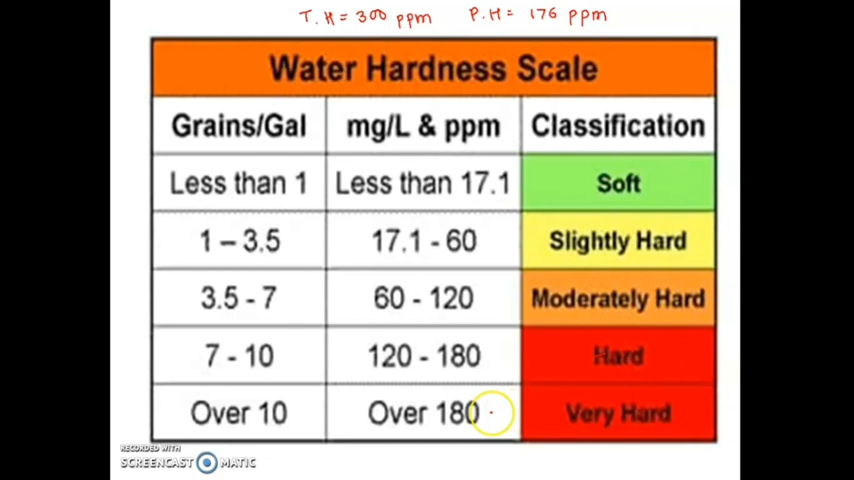 T.H = 300 ppm P.H = 176 ppm
Water Hardness Scale
Grains/Gal mg/L & ppm Classification
Less than 1 Less than 17.1 Soft
1 – 3.5 17.1 - 60 Slightly Hard
3.5 - 7 60 - 120 Moderately Hard
7 - 10 120 - 180 Hard
Over 10 Over 180 Very Hard
RECORDED WITH
SCREENCAST MATIC